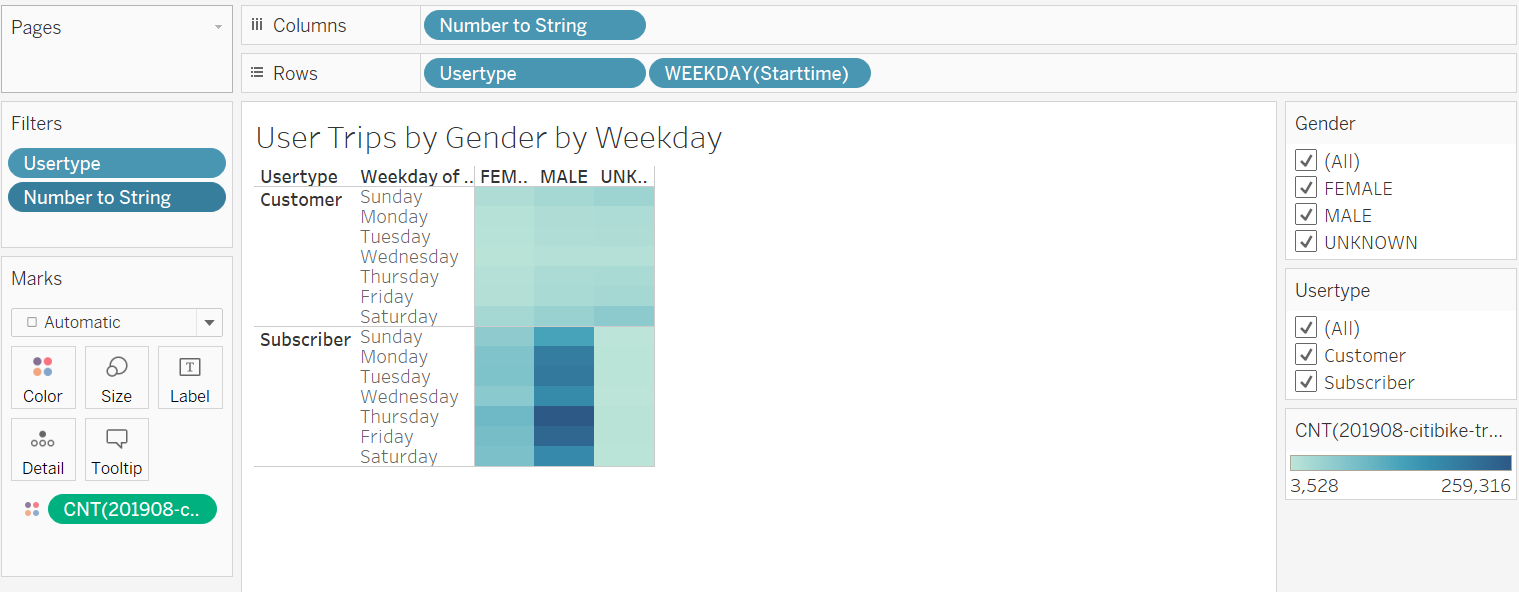 Pages
Columns Number to String
Rows Usertype WEEKDAY(Starttime)
Filters
Usertype
Number to String
Marks
Automatic
Color Size Label
Detail Tooltip
CNT(201908-c..
User Trips by Gender by Weekday
Usertype Weekday of .. FEM.. MALE UNK..
Customer Sunday
Monday
Tuesday
Wednesday
Thursday
Friday
Saturday
Subscriber Sunday
Monday
Tuesday
Wednesday
Thursday
Friday
Saturday
Gender
(All)
FEMALE
MALE
UNKNOWN
Usertype
(All)
Customer
Subscriber
CNT(201908-citibike-tr...
3,528 259,316